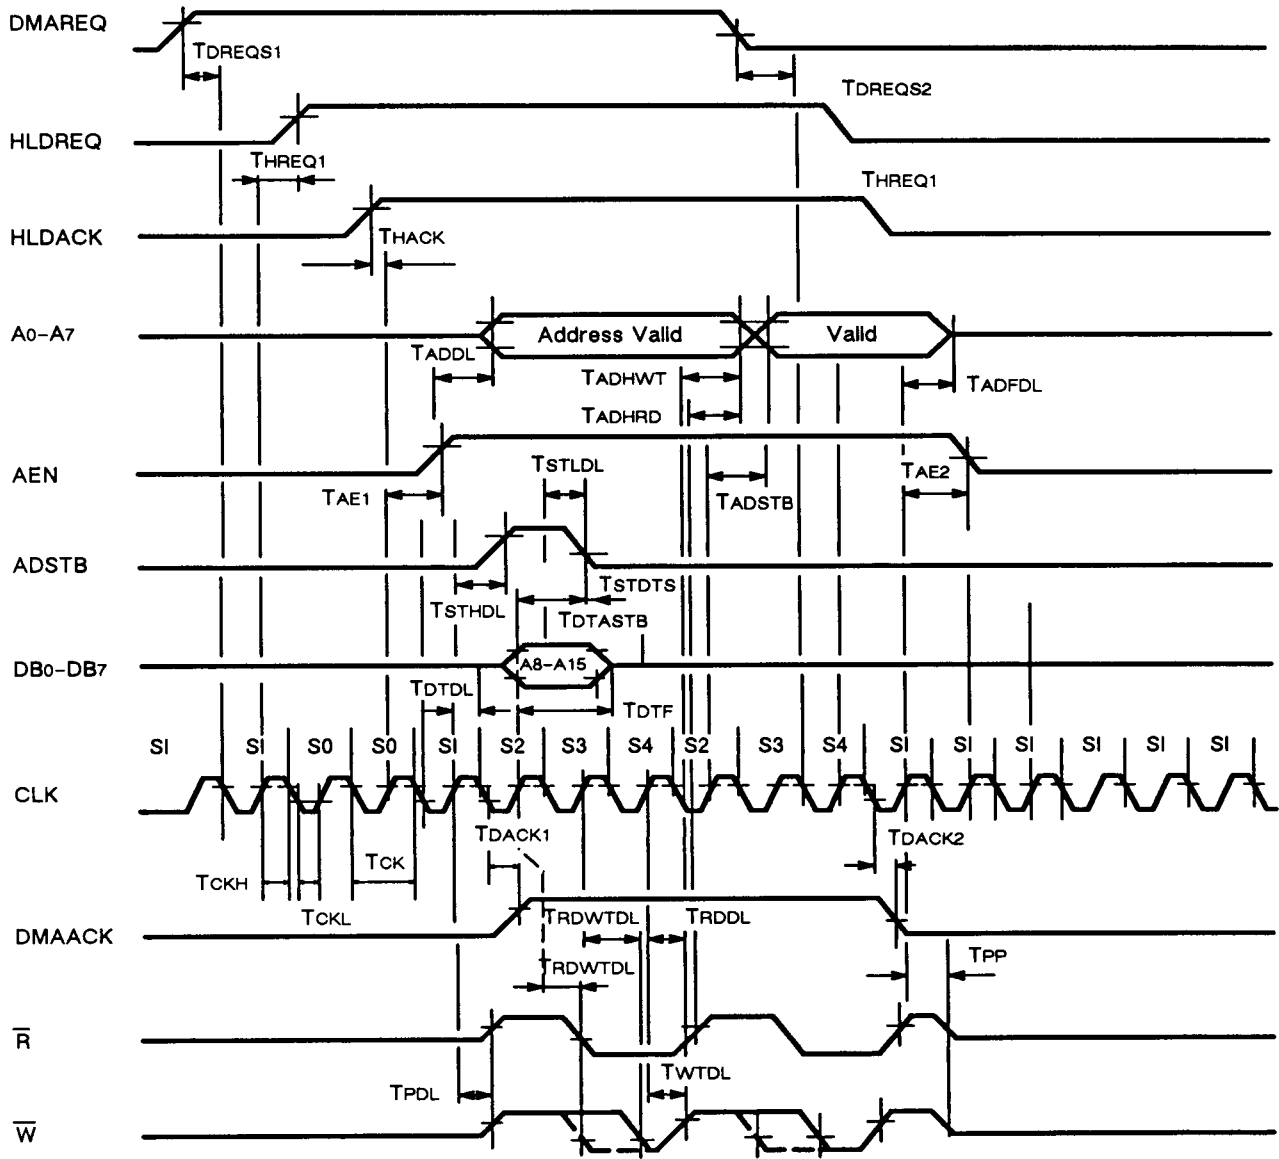 DMAREQ
TDREQS1
TDREQS2
HLDREQ
THREQ1
THREQ1
HLDACK
THACK
A0-A7
Address Valid
Valid
TADDL
TADHWT
TADFDL
TADHRD
AEN
TSTLDL
TAE1
TADSTB
TAE2
ADSTB
TSTDTS
TSTHDL
TDTASTB
DB0-DB7
A8-A15
TDTDL
TDTF
SI SI S0 S0 SI S2 S3 S4 S2 S3 S4 SI SI SI SI SI SI
CLK
TDACK1
TDACK2
TCKH
TCK
TCKL
DMAACK
TRDWTDL
TRDDL
TRDWTDL
TPP
R̅
TPDL
TWTDL
W̅